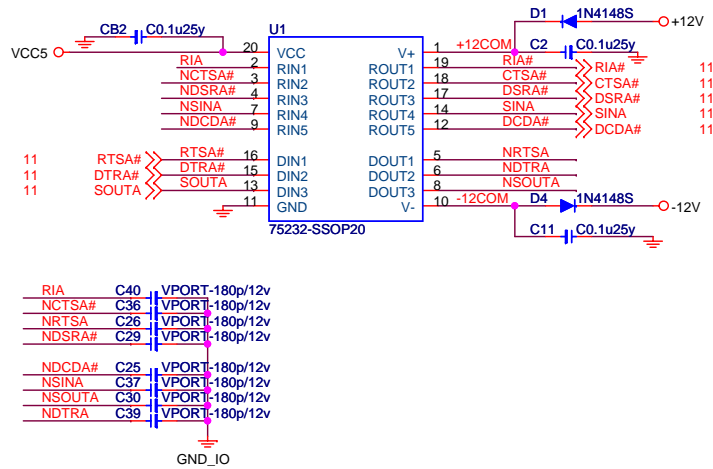 CB2 C0.1u25y
U1
D1 1N4148S
+12V
VCC5
20 VCC V+ 1 +12COM C2 C0.1u25y
RIA 2 RIN1 ROUT1 19 RIA# RIA# 11
NCTSA# 3 RIN2 ROUT2 18 CTSA# CTSA# 11
NDSRA# 4 RIN3 ROUT3 17 DSRA# DSRA# 11
NSINA 7 RIN4 ROUT4 14 SINA SINA 11
NDCDA# 9 RIN5 ROUT5 12 DCDA# DCDA# 11
11 RTSA# RTSA# 16 DIN1 DOUT1 5 NRTSA
11 DTRA# DTRA# 15 DIN2 DOUT2 6 NDTRA
11 SOUTA SOUTA 13 DIN3 DOUT3 8 NSOUTA
11 GND V- 10 -12COM D4 1N4148S
-12V
75232-SSOP20
C11 C0.1u25y
RIA C40 VPORT-180p/12v
NCTSA# C36 VPORT-180p/12v
NRTSA C26 VPORT-180p/12v
NDSRA# C29 VPORT-180p/12v
NDCDA# C25 VPORT-180p/12v
NSINA C37 VPORT-180p/12v
NSOUTA C30 VPORT-180p/12v
NDTRA C39 VPORT-180p/12v
GND_IO